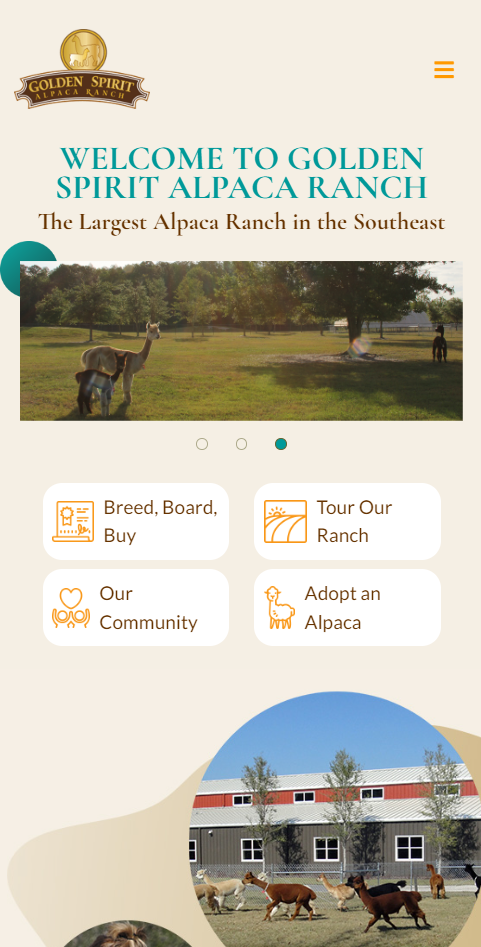 GOLDEN SPIRIT
ALPACA RANCH
WELCOME TO GOLDEN
SPIRIT ALPACA RANCH
The Largest Alpaca Ranch in the Southeast
Breed, Board,
Buy
Tour Our
Ranch
Our
Community
Adopt an
Alpaca